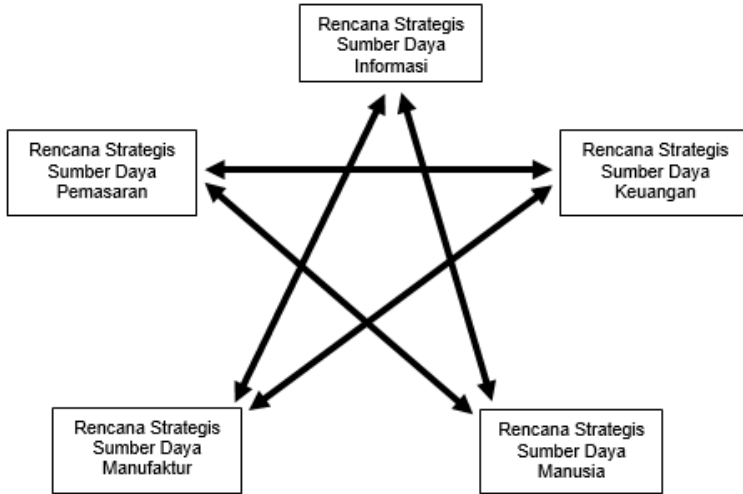 Rencana Strategis
Sumber Daya
Informasi
Rencana Strategis
Sumber Daya
Pemasaran
Rencana Strategis
Sumber Daya
Keuangan
Rencana Strategis
Sumber Daya
Manufaktur
Rencana Strategis
Sumber Daya
Manusia